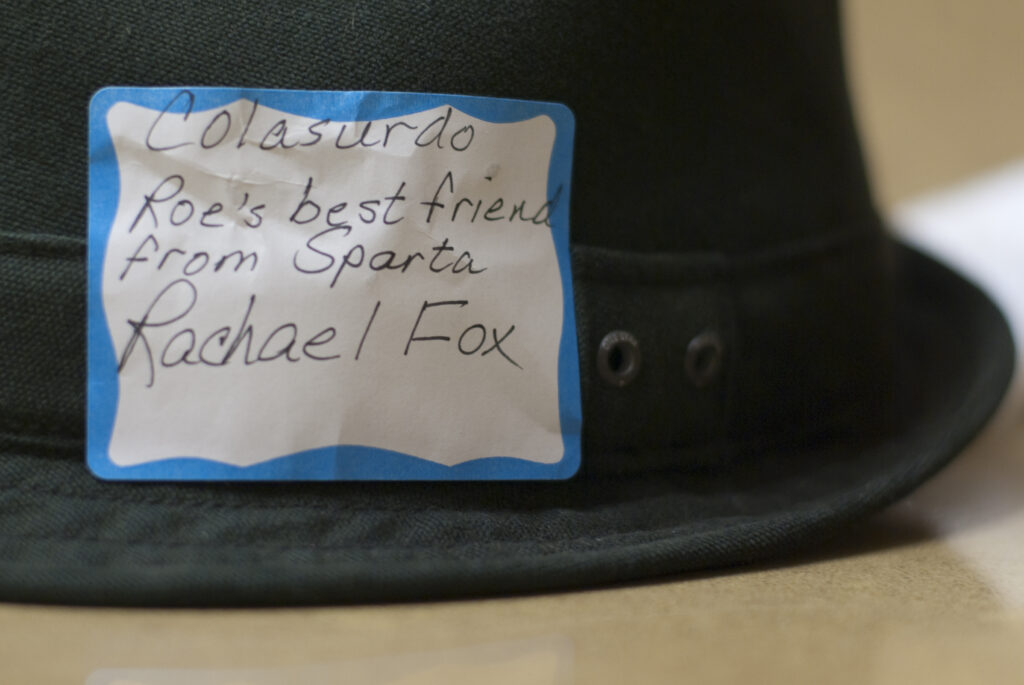 Colasurdo
Roe's best friend
from Sparta
Rachael Fox